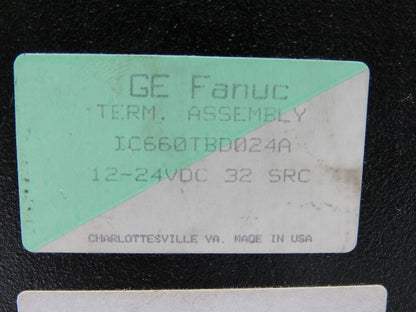 GE Fanuc
TERM. ASSEMBLY
IC660TBD024A
12-24VDC 32 SRC
CHARLOTTESVILLE VA. MADE IN USA